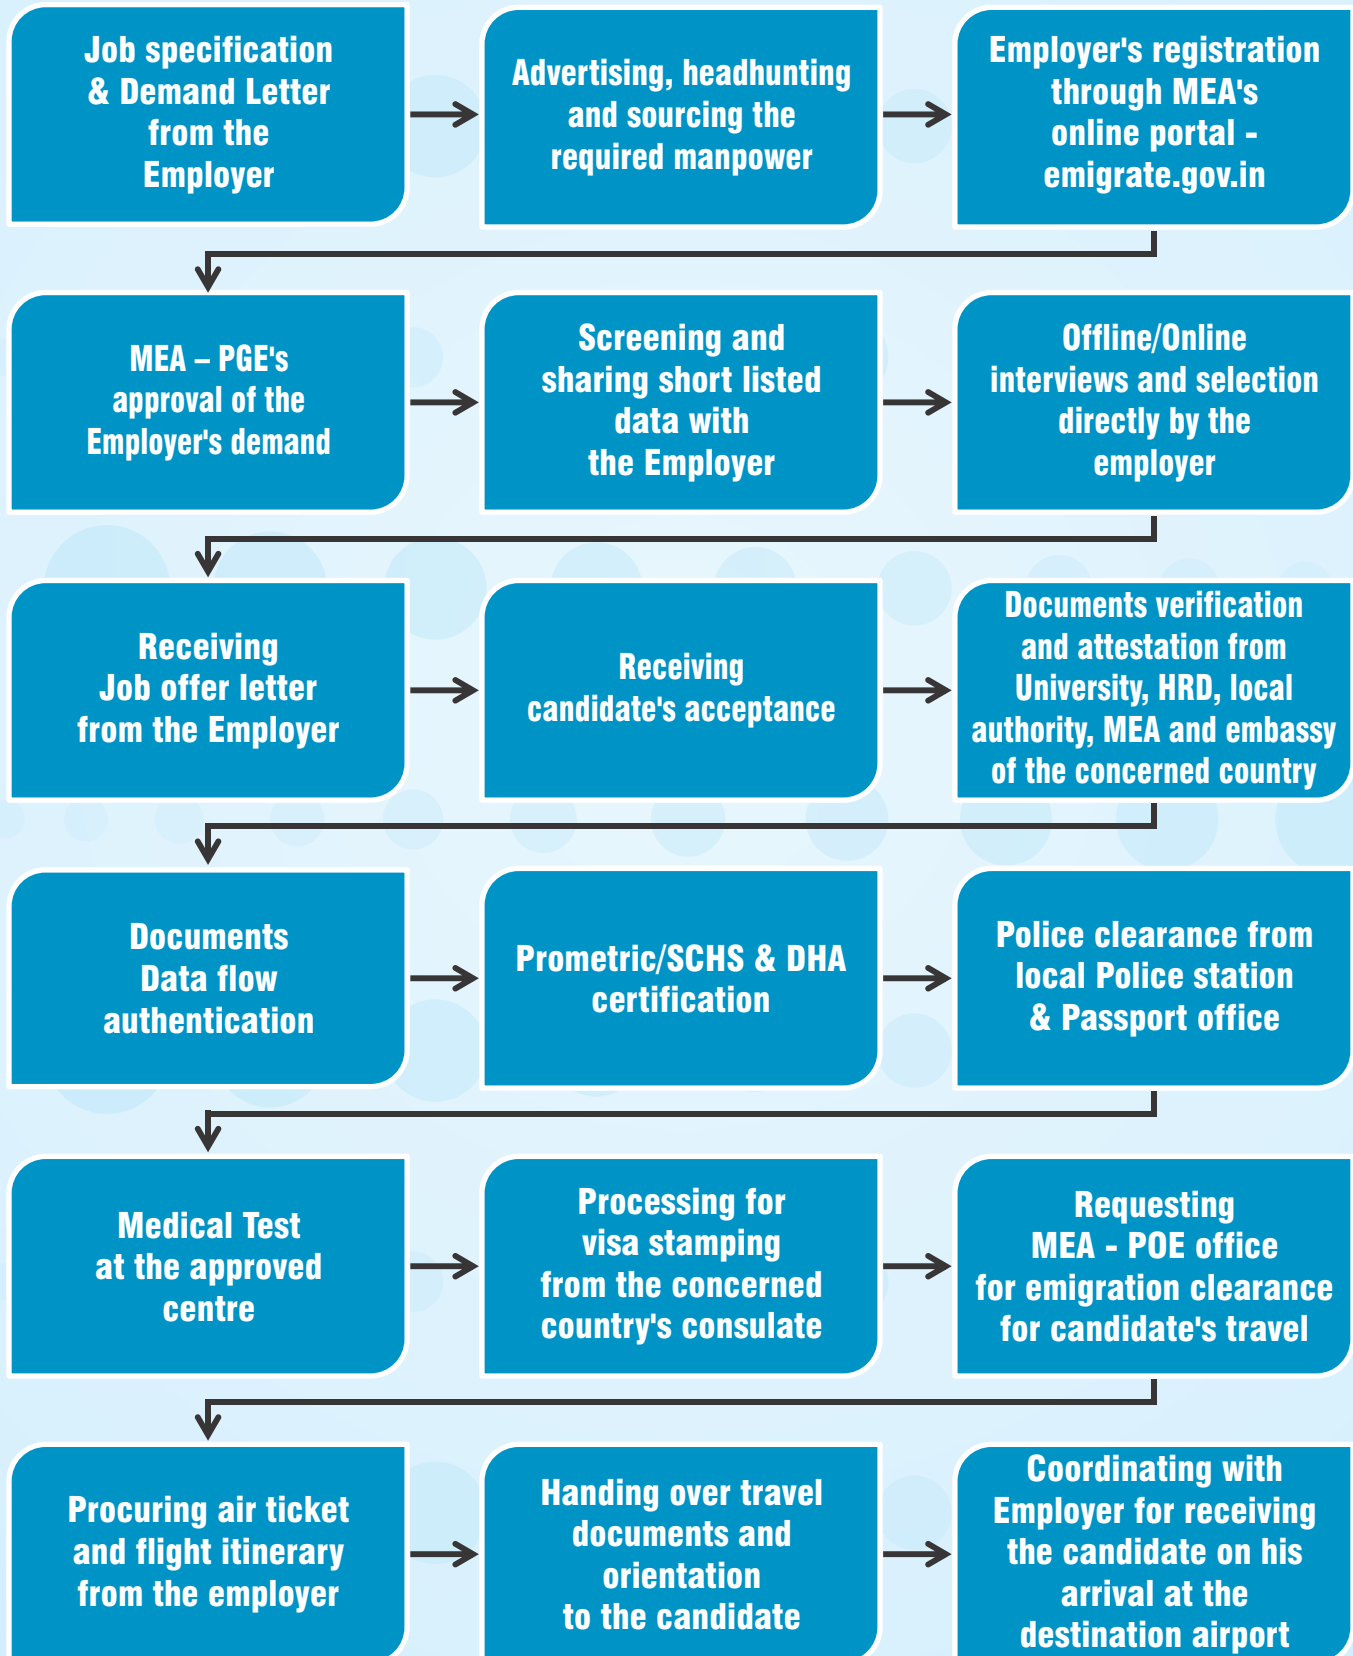 Job specification
& Demand Letter
from the
Employer
Advertising, headhunting
and sourcing the
required manpower
Employer's registration
through MEA's
online portal -
emigrate.gov.in
MEA – PGE's
approval of the
Employer's demand
Screening and
sharing short listed
data with
the Employer
Offline/Online
interviews and selection
directly by the
employer
Receiving
Job offer letter
from the Employer
Receiving
candidate's acceptance
Documents verification
and attestation from
University, HRD, local
authority, MEA and embassy
of the concerned country
Documents
Data flow
authentication
Prometric/SCHS & DHA
certification
Police clearance from
local Police station
& Passport office
Medical Test
at the approved
centre
Processing for
visa stamping
from the concerned
country's consulate
Requesting
MEA - POE office
for emigration clearance
for candidate's travel
Procuring air ticket
and flight itinerary
from the employer
Handing over travel
documents and
orientation
to the candidate
Coordinating with
Employer for receiving
the candidate on his
arrival at the
destination airport